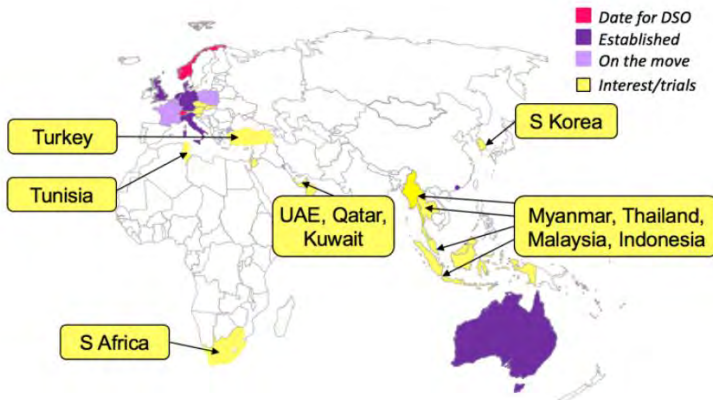 Date for DSO
Established
On the move
Interest/trials
S Korea
Turkey
Tunisia
UAE, Qatar,
Kuwait
Myanmar, Thailand,
Malaysia, Indonesia
S Africa